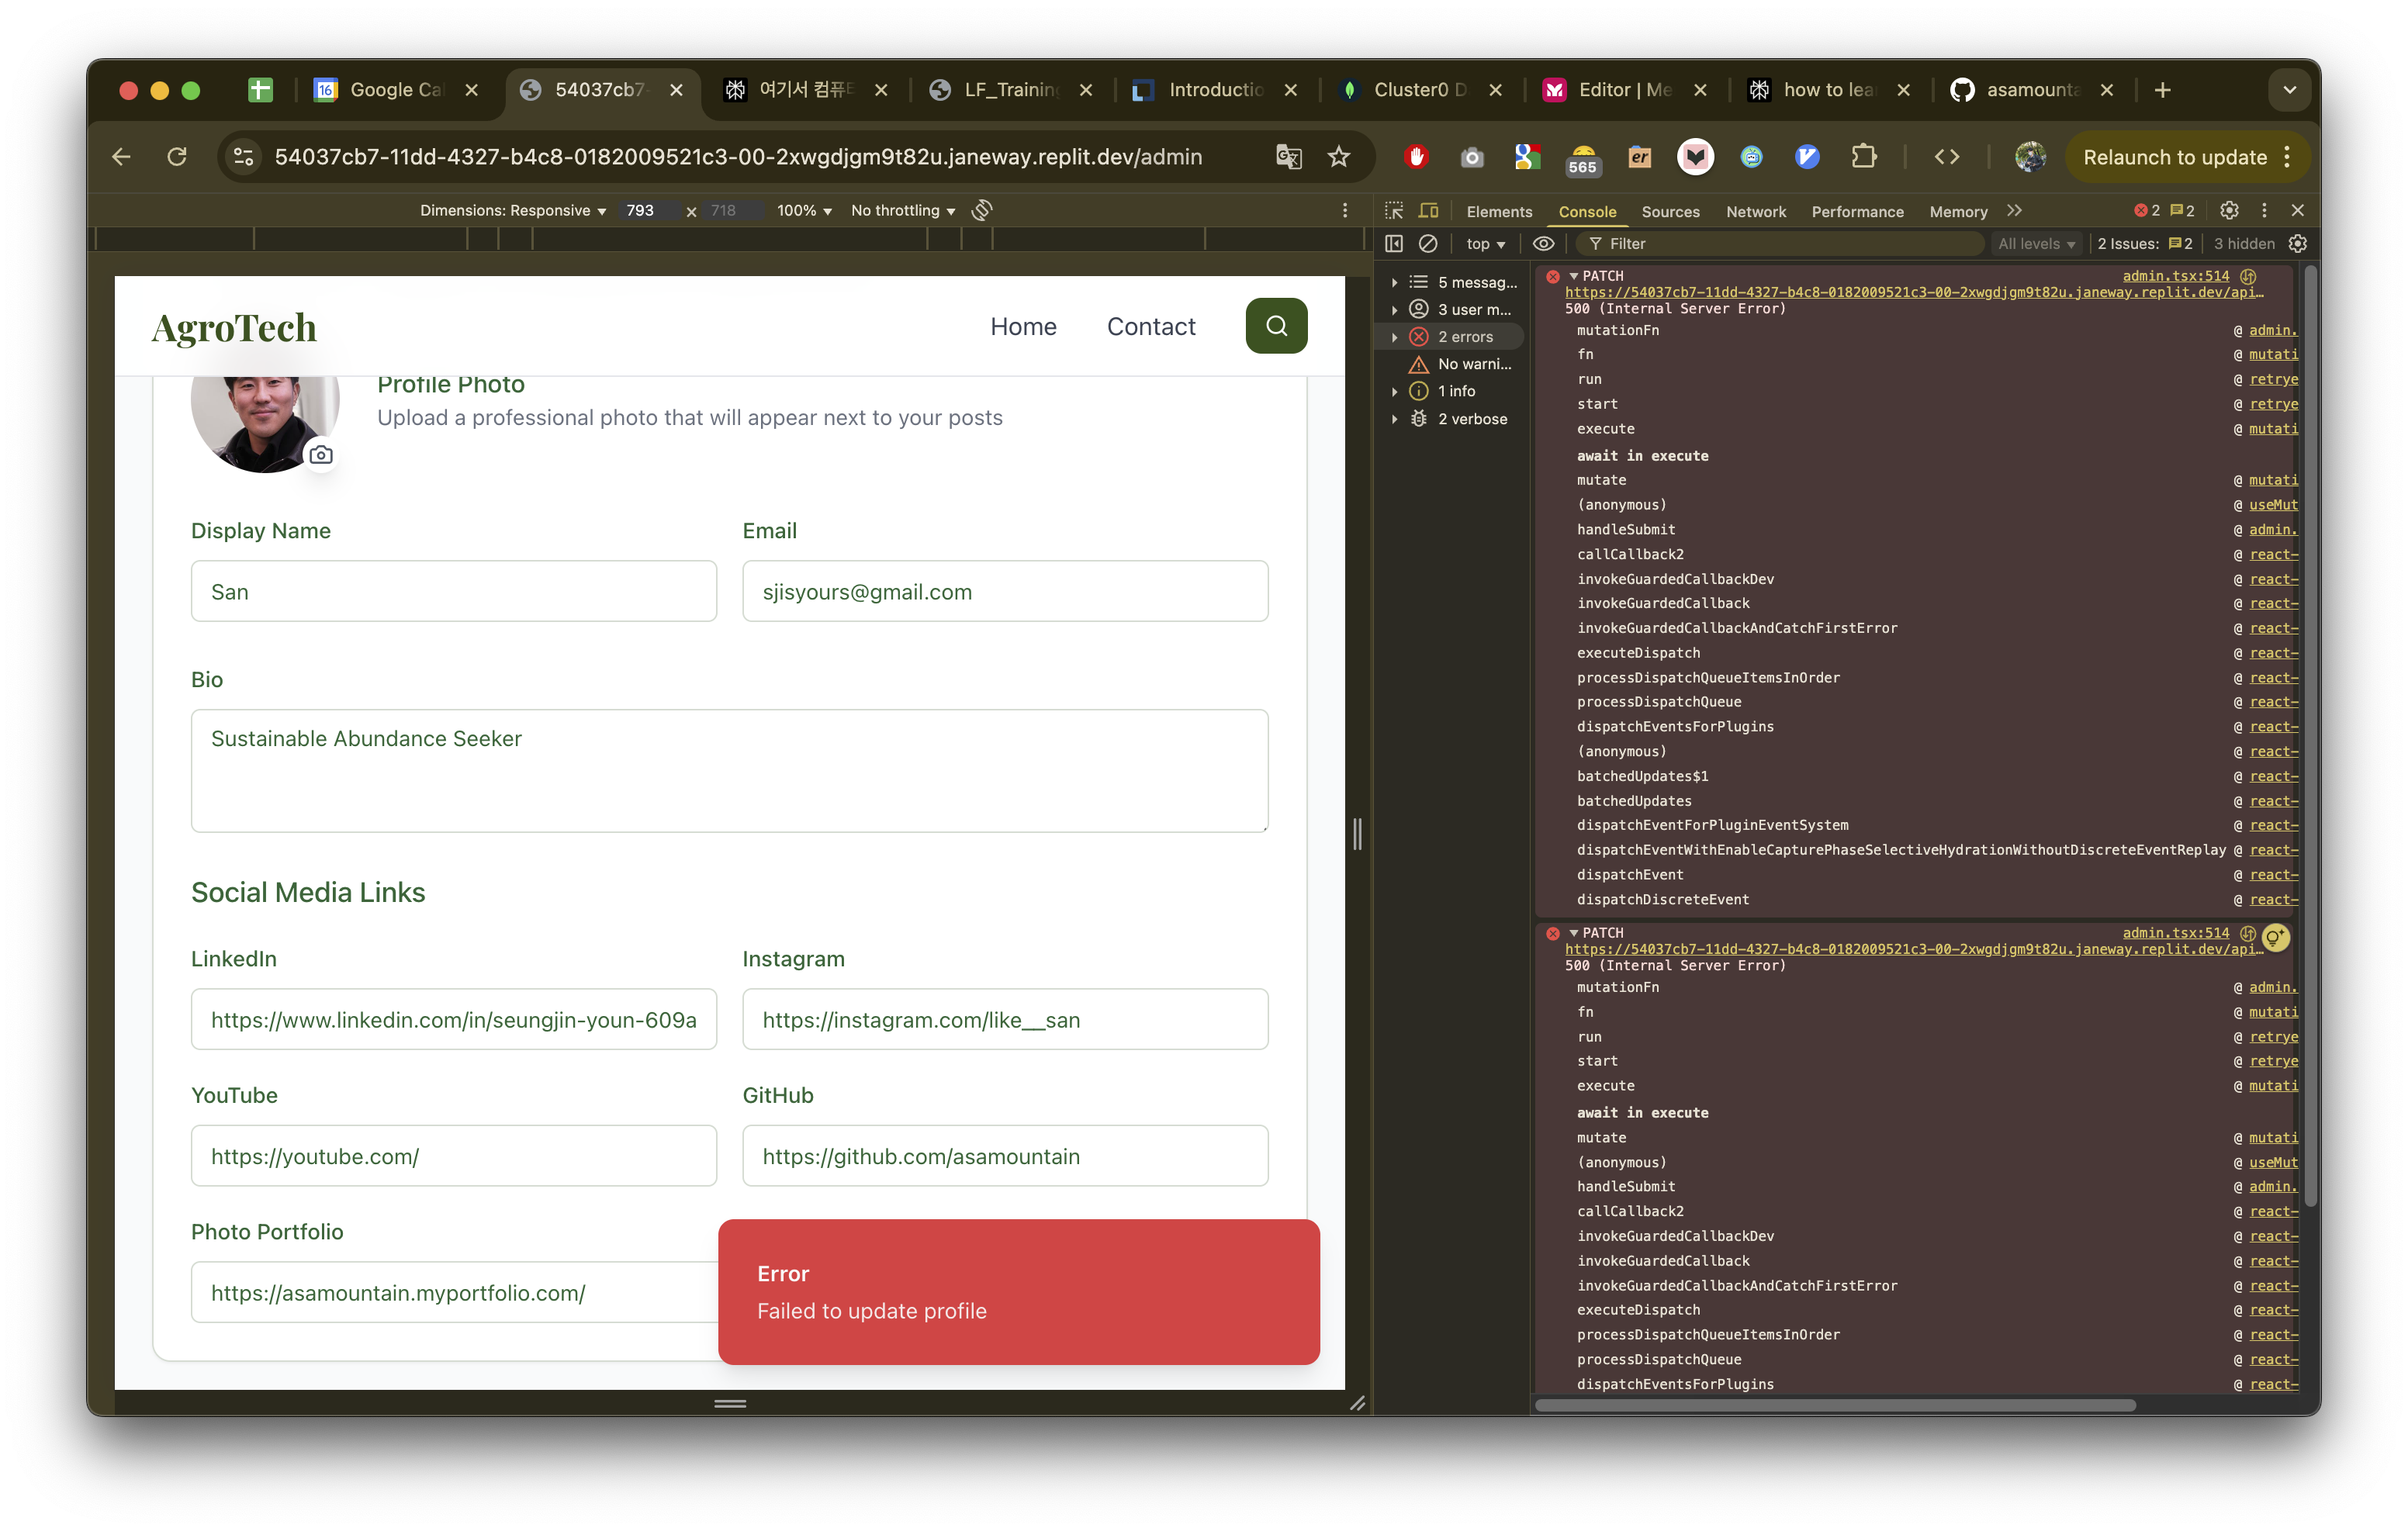 Google Ca
54037cb7-
여기서 컴퓨터
LF_Training
Introductio
Cluster0 D
Editor | Me
how to lea
asamounta
54037cb7-11dd-4327-b4c8-0182009521c3-00-2xwgdjgm9t82u.janeway.replit.dev/admin
565
er
Relaunch to update
Dimensions: Responsive 793 × 718 100% No throttling
Elements Console Sources Network Performance Memory 2 2
top Filter All levels 2 Issues: 2 3 hidden
5 messag...
3 user m...
2 errors
No warni...
1 info
2 verbose
AgroTech
Home
Contact
Profile Photo
Upload a professional photo that will appear next to your posts
Display Name
San
Email
sjisyours@gmail.com
Bio
Sustainable Abundance Seeker
Social Media Links
LinkedIn
https://www.linkedin.com/in/seungjin-youn-609a
Instagram
https://instagram.com/like__san
YouTube
https://youtube.com/
GitHub
https://github.com/asamountain
Photo Portfolio
https://asamountain.myportfolio.com/
Error
Failed to update profile
PATCH admin.tsx:514
https://54037cb7-11dd-4327-b4c8-0182009521c3-00-2xwgdjgm9t82u.janeway.replit.dev/api…
500 (Internal Server Error)
mutationFn @ admin.
fn @ mutati
run @ retrye
start @ retrye
execute @ mutati
await in execute
mutate @ mutati
(anonymous) @ useMut
handleSubmit @ admin.
callCallback2 @ react-
invokeGuardedCallbackDev @ react-
invokeGuardedCallback @ react-
invokeGuardedCallbackAndCatchFirstError @ react-
executeDispatch @ react-
processDispatchQueueItemsInOrder @ react-
processDispatchQueue @ react-
dispatchEventsForPlugins @ react-
(anonymous) @ react-
batchedUpdates$1 @ react-
batchedUpdates @ react-
dispatchEventForPluginEventSystem @ react-
dispatchEventWithEnableCapturePhaseSelectiveHydrationWithoutDiscreteEventReplay @ react-
dispatchEvent @ react-
dispatchDiscreteEvent @ react-
PATCH admin.tsx:514
https://54037cb7-11dd-4327-b4c8-0182009521c3-00-2xwgdjgm9t82u.janeway.replit.dev/api…
500 (Internal Server Error)
mutationFn @ admin.
fn @ mutati
run @ retrye
start @ retrye
execute @ mutati
await in execute
mutate @ mutati
(anonymous) @ useMut
handleSubmit @ admin.
callCallback2 @ react-
invokeGuardedCallbackDev @ react-
invokeGuardedCallback @ react-
invokeGuardedCallbackAndCatchFirstError @ react-
executeDispatch @ react-
processDispatchQueueItemsInOrder @ react-
processDispatchQueue @ react-
dispatchEventsForPlugins @ react-